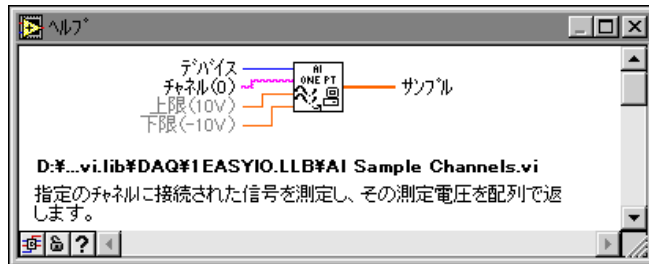 ﾍﾙﾌﾟ
ﾃﾞﾊﾞｲｽ
ﾁｬﾈﾙ(0)
上限(10V)
下限(-10V)
AI
ONE PT
ｻﾝﾌﾟﾙ
D:¥...vi.lib¥DAQ¥1EASYIO.LLB¥AI Sample Channels.vi
指定のﾁｬﾈﾙに接続された信号を測定し、その測定電圧を配列で返
します。
?